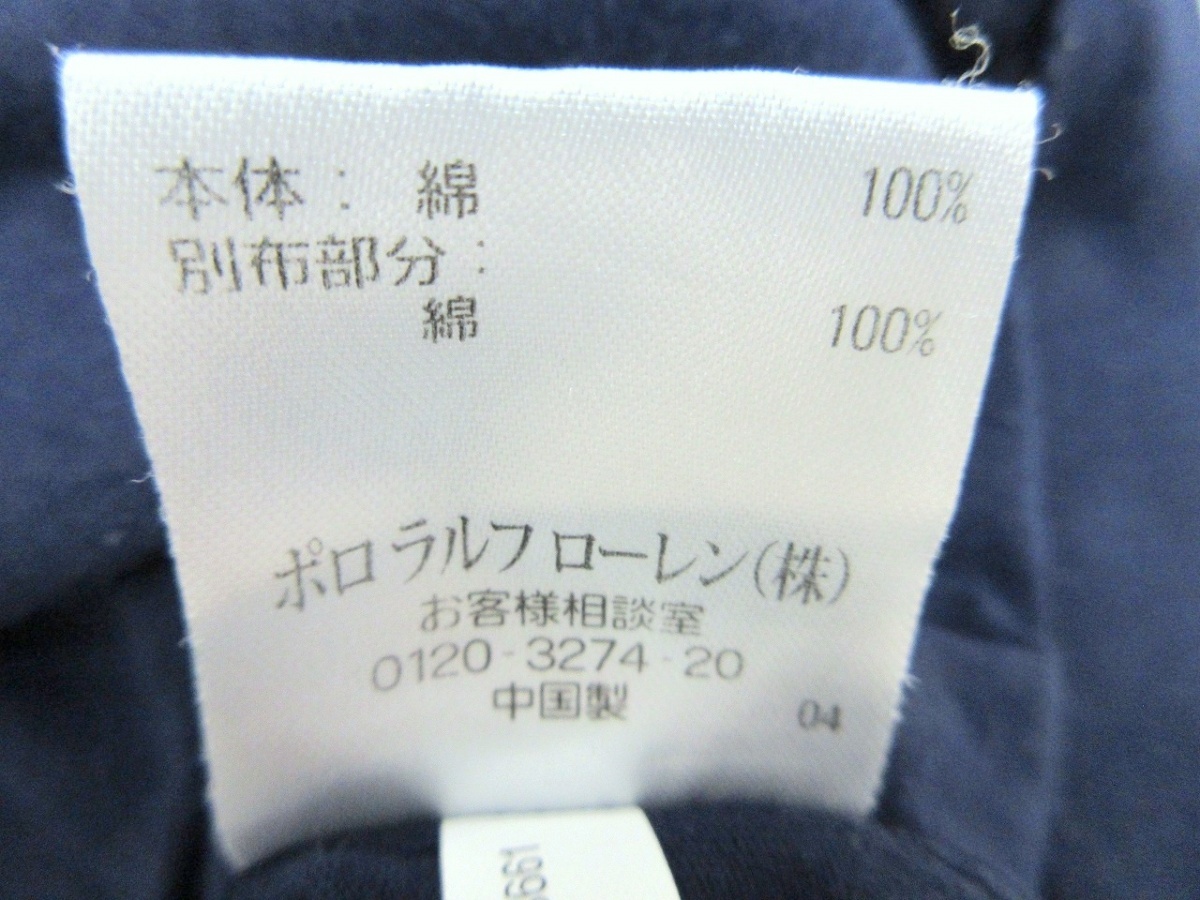 本体： 綿 100%
別布部分：
綿 100%
ポロ ラルフ ローレン(株)
お客様相談室
0120-3274-20
中国製 04